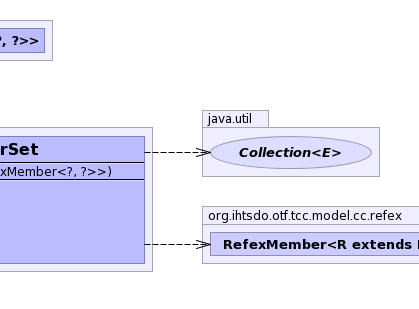 ?, ?>>
java.util
Collection<E>
rSet
xMember<?, ?>>)
org.ihtsdo.otf.tcc.model.cc.refex
RefexMember<R extends